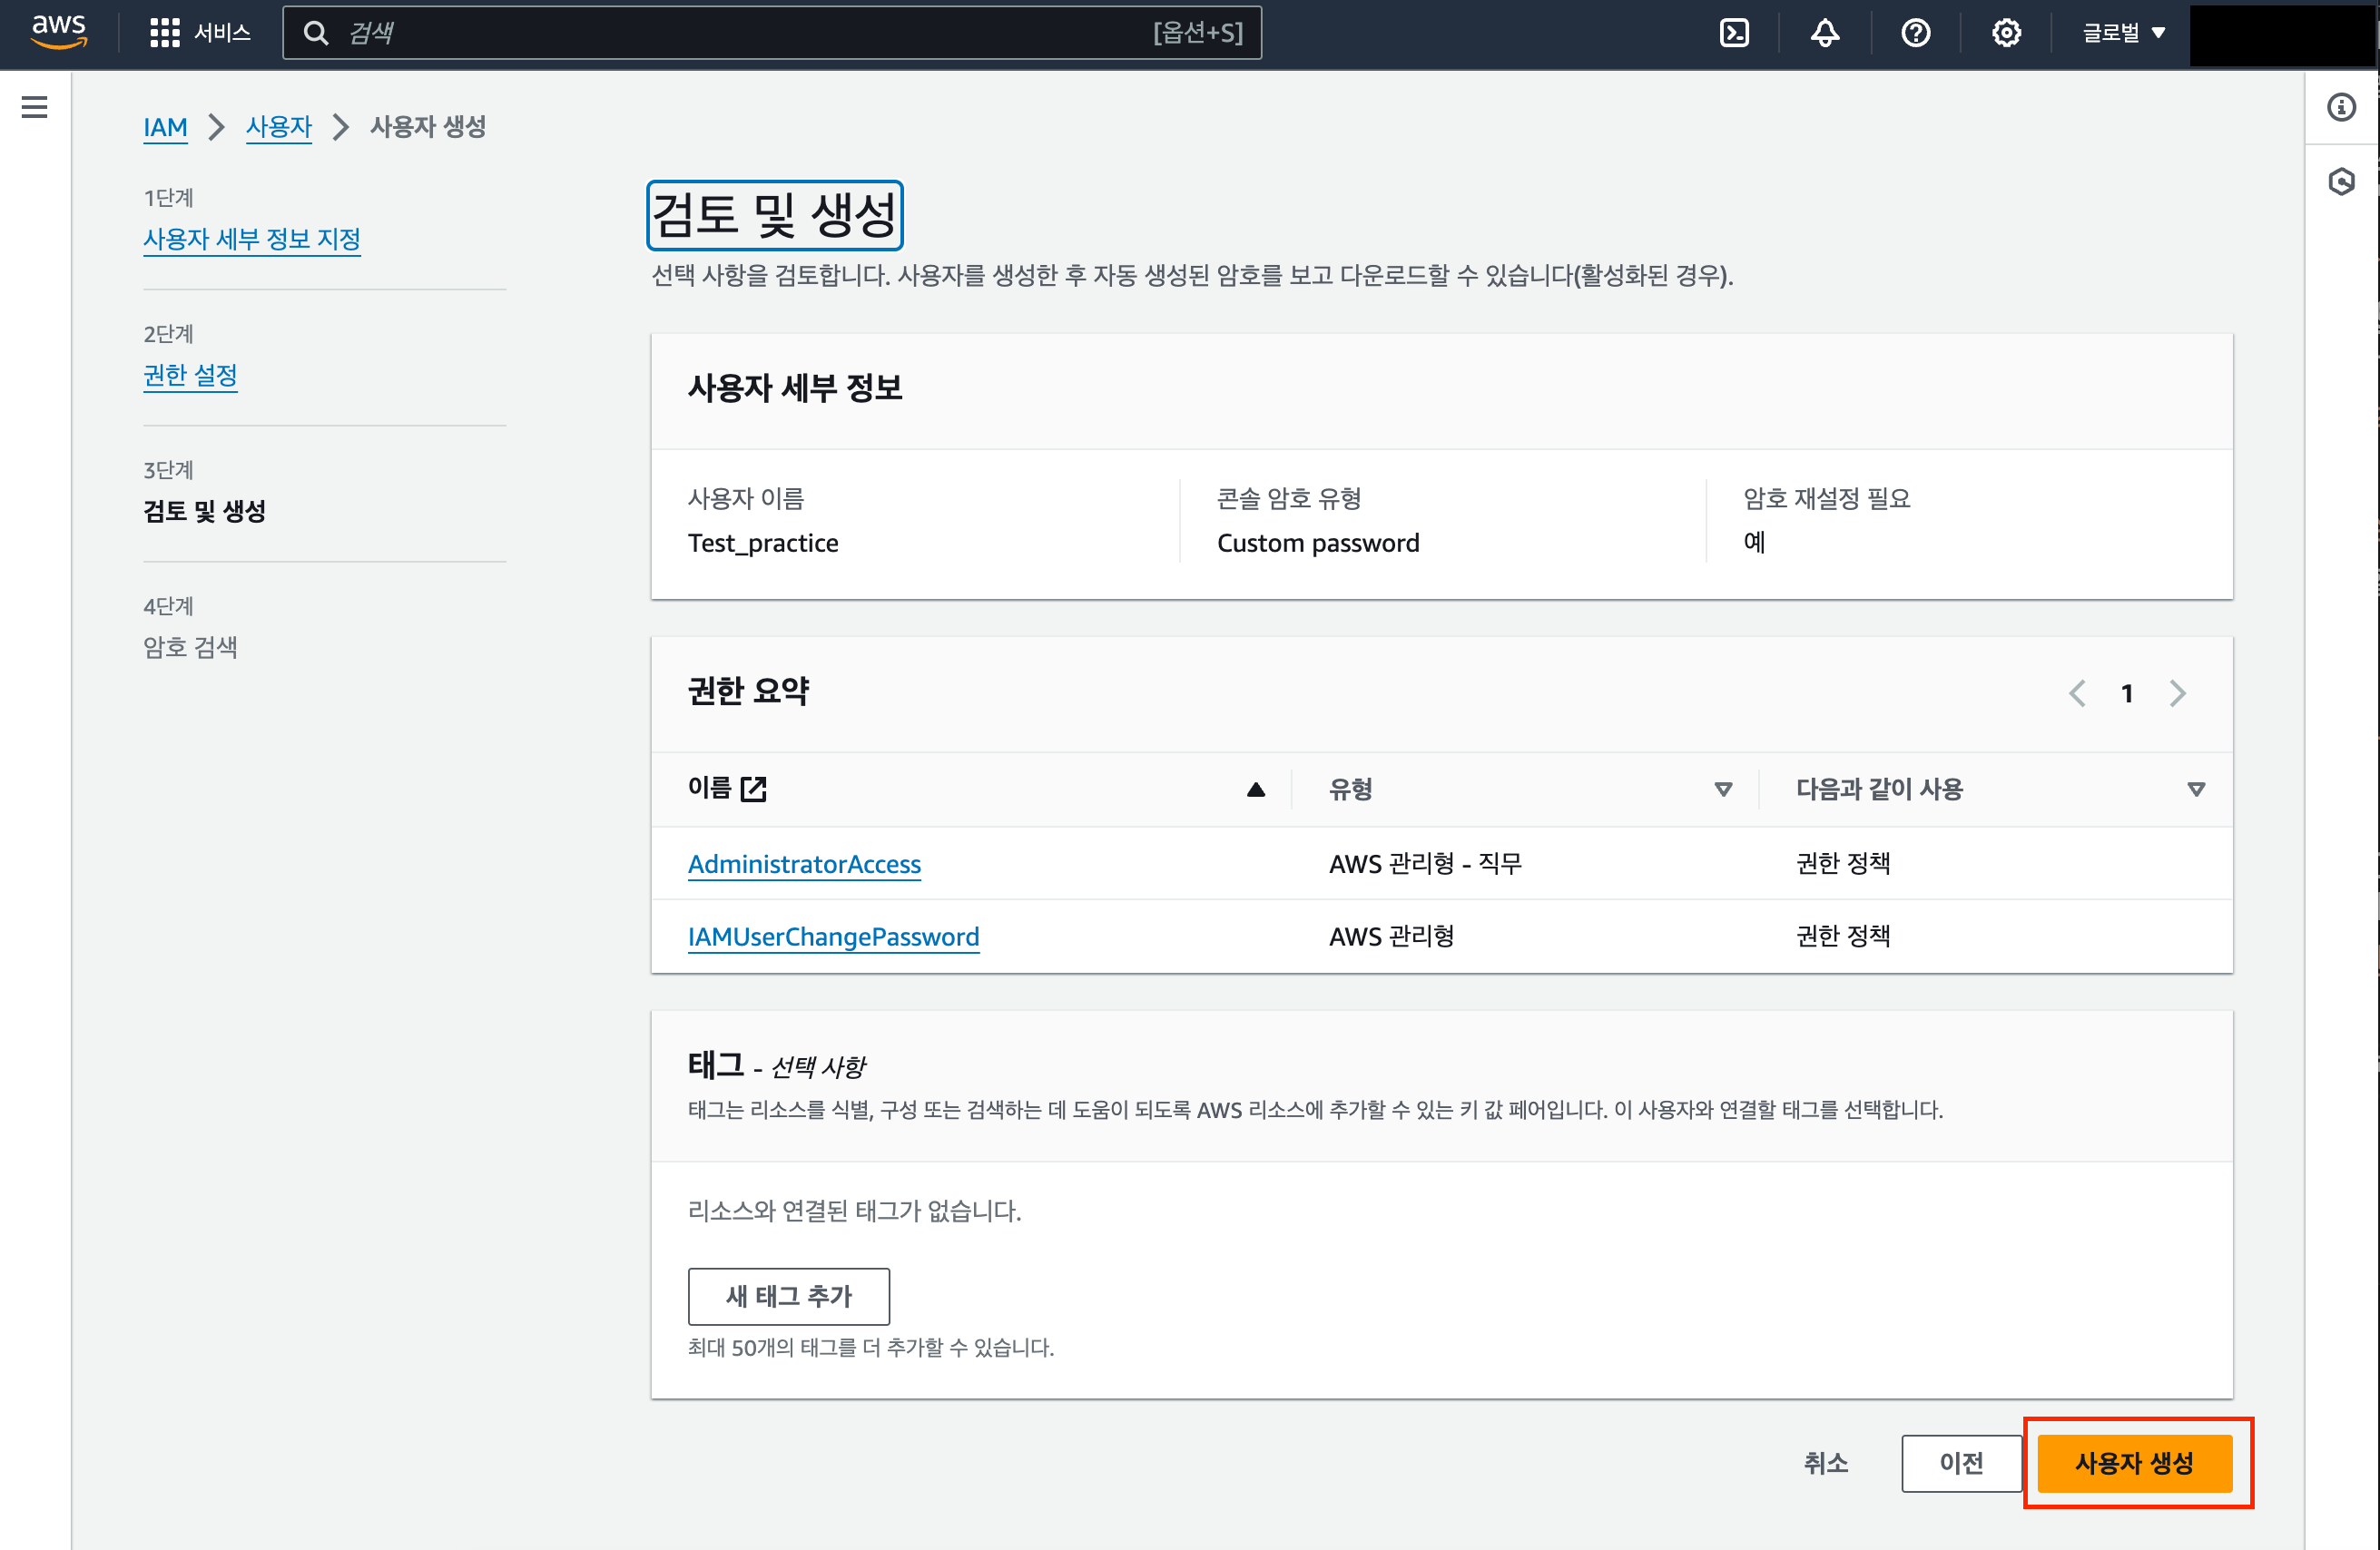 aws
서비스
검색
[옵션+S]
글로벌
IAM
사용자
사용자 생성
1단계
사용자 세부 정보 지정
2단계
권한 설정
3단계
검토 및 생성
4단계
암호 검색
검토 및 생성
선택 사항을 검토합니다. 사용자를 생성한 후 자동 생성된 암호를 보고 다운로드할 수 있습니다(활성화된 경우).
사용자 세부 정보
사용자 이름
Test_practice
콘솔 암호 유형
Custom password
암호 재설정 필요
예
권한 요약
1
이름
유형
다음과 같이 사용
AdministratorAccess
AWS 관리형 - 직무
권한 정책
IAMUserChangePassword
AWS 관리형
권한 정책
태그 - 선택 사항
태그는 리소스를 식별, 구성 또는 검색하는 데 도움이 되도록 AWS 리소스에 추가할 수 있는 키 값 페어입니다. 이 사용자와 연결할 태그를 선택합니다.
리소스와 연결된 태그가 없습니다.
새 태그 추가
최대 50개의 태그를 더 추가할 수 있습니다.
취소
이전
사용자 생성